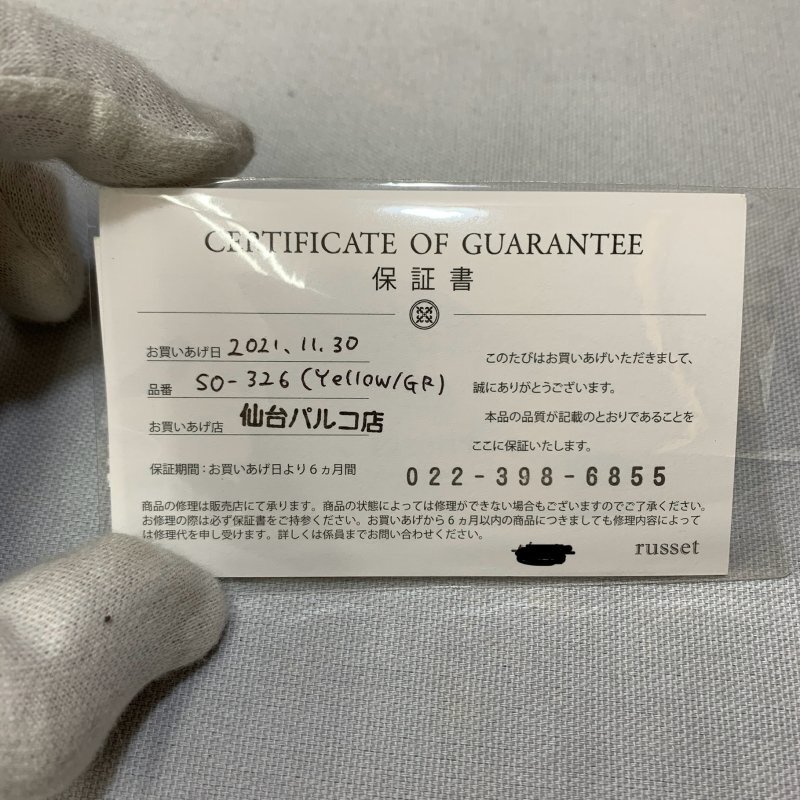 CERTIFICATE OF GUARANTEE
保証書
お買いあげ日 2021.11.30
品番 SO-326 (Yellow/GR)
お買いあげ店 仙台パルコ店
保証期間:お買いあげ日より6ヵ月間
このたびはお買いあげいただきまして、
誠にありがとうございます。
本品の品質が記載のとおりであることを
ここに保証いたします。
022-398-6855
商品の修理は販売店にて承ります。商品の状態によっては修理ができない場合もございますのでご了承ください。
お修理の際は必ず保証書をご持参ください。お買いあげから6ヵ月以内の商品につきましても修理内容によって
は修理代を申し受けます。詳しくは係員までお問い合わせください。
russet